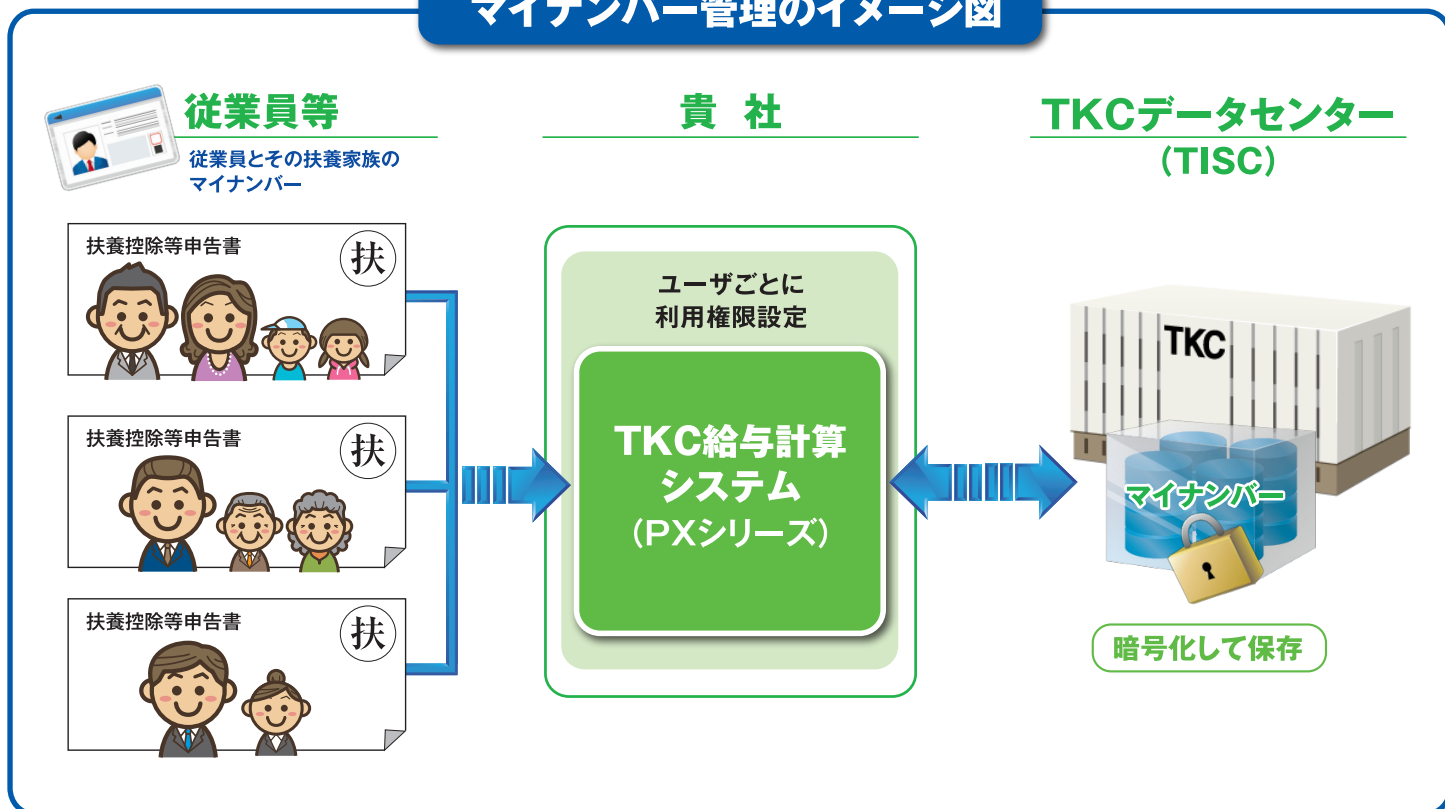 マイナンバー管理のイメージ図
従業員等
従業員とその扶養家族の
マイナンバー
扶養控除等申告書
扶
扶養控除等申告書
扶
扶養控除等申告書
扶
貴 社
ユーザごとに
利用権限設定
TKC給与計算
システム
(PXシリーズ)
TKCデータセンター
(TISC)
TKC
マイナンバー
暗号化して保存